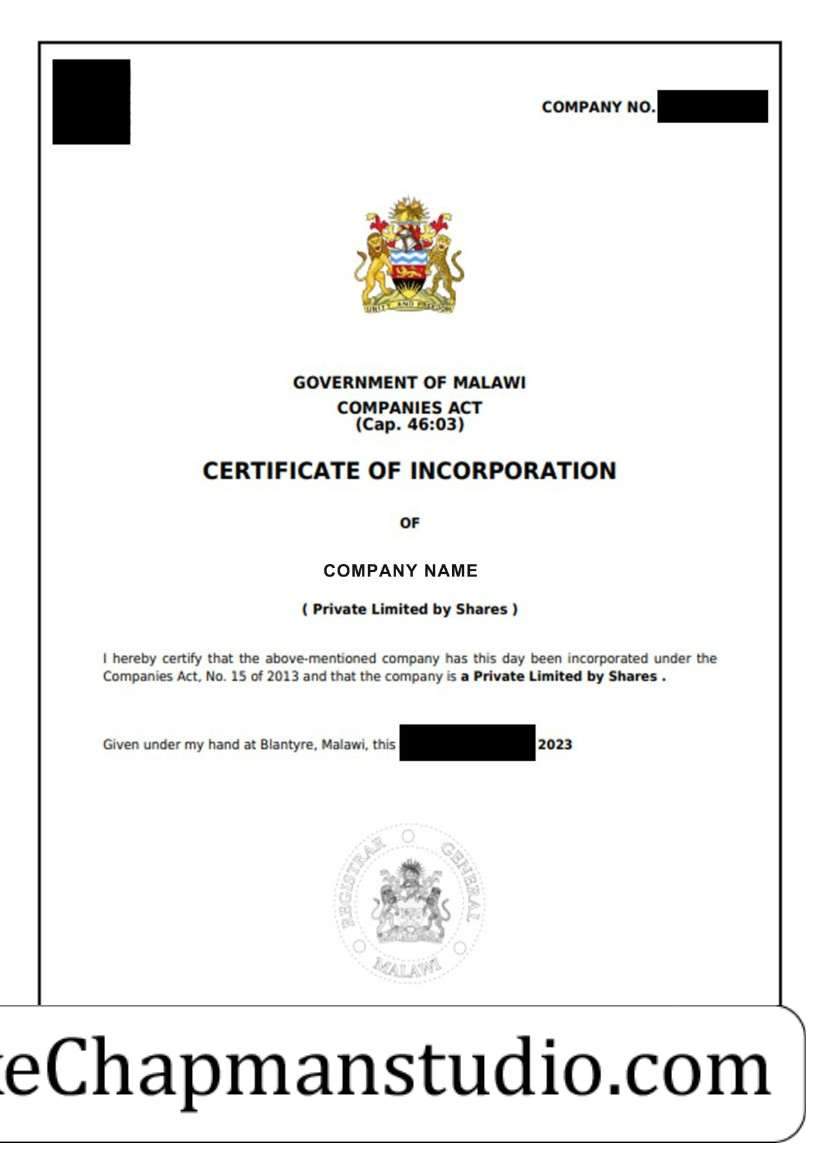 COMPANY NO.
UNITY AND FREEDOM
GOVERNMENT OF MALAWI
COMPANIES ACT
(Cap. 46:03)
CERTIFICATE OF INCORPORATION
OF
COMPANY NAME
( Private Limited by Shares )
I hereby certify that the above-mentioned company has this day been incorporated under the
Companies Act, No. 15 of 2013 and that the company is a Private Limited by Shares .
Given under my hand at Blantyre, Malawi, this 2023
REGISTRAR GENERAL
MALAWI
eChapmanstudio.com